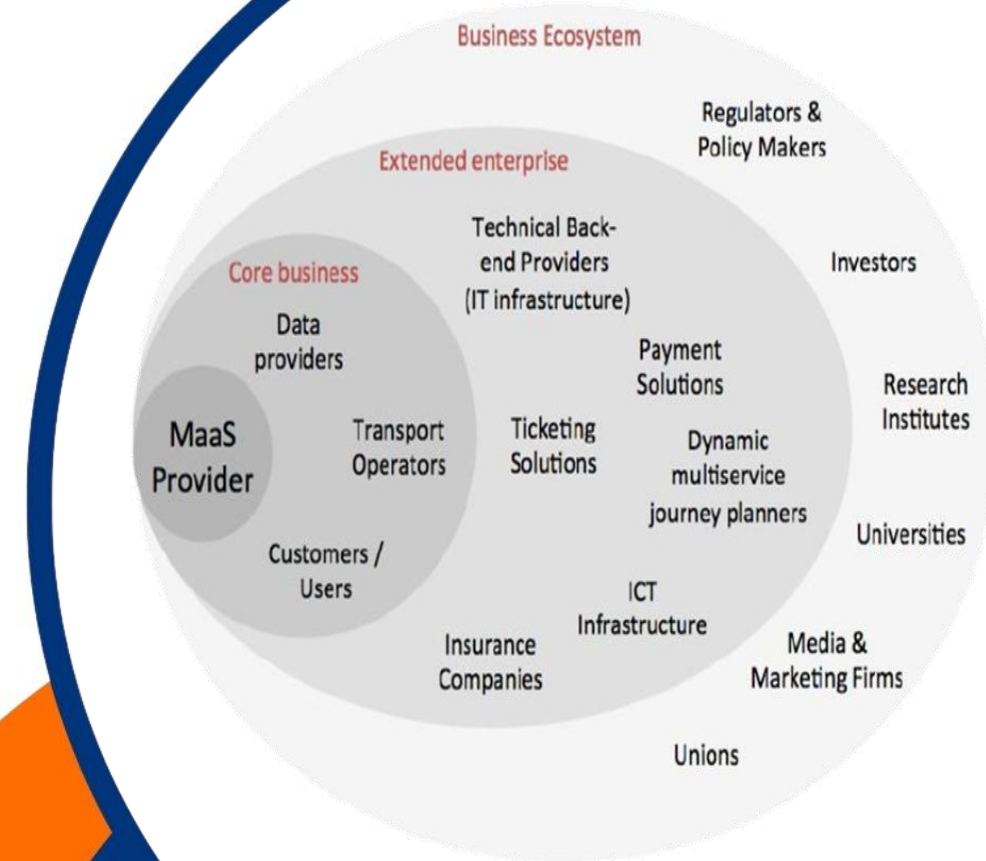 Business Ecosystem
Regulators &
Policy Makers
Extended enterprise
Technical Back-
end Providers
(IT infrastructure)
Investors
Core business
Data
providers
Payment
Solutions
Research
Institutes
MaaS
Provider
Transport
Operators
Ticketing
Solutions
Dynamic
multiservice
journey planners
Universities
Customers /
Users
ICT
Infrastructure
Insurance
Companies
Media &
Marketing Firms
Unions